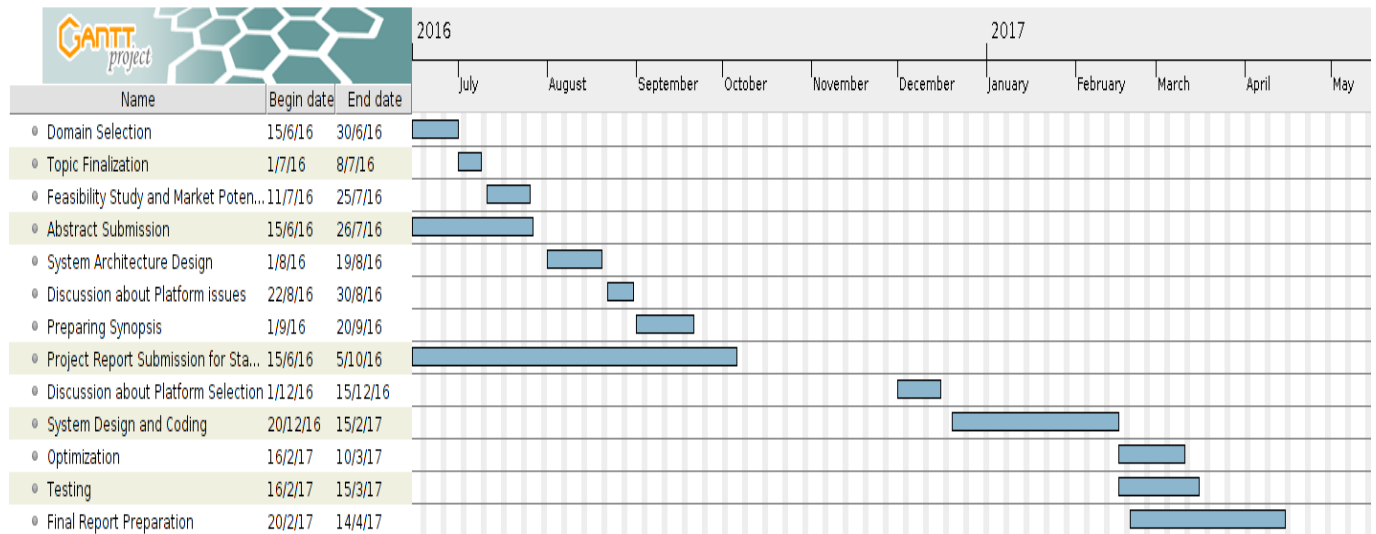 GANTT
project
2016 2017
July August September October November December January February March April May
Name Begin date End date
Domain Selection 15/6/16 30/6/16
Topic Finalization 1/7/16 8/7/16
Feasibility Study and Market Poten... 11/7/16 25/7/16
Abstract Submission 15/6/16 26/7/16
System Architecture Design 1/8/16 19/8/16
Discussion about Platform issues 22/8/16 30/8/16
Preparing Synopsis 1/9/16 20/9/16
Project Report Submission for Sta... 15/6/16 5/10/16
Discussion about Platform Selection 1/12/16 15/12/16
System Design and Coding 20/12/16 15/2/17
Optimization 16/2/17 10/3/17
Testing 16/2/17 15/3/17
Final Report Preparation 20/2/17 14/4/17